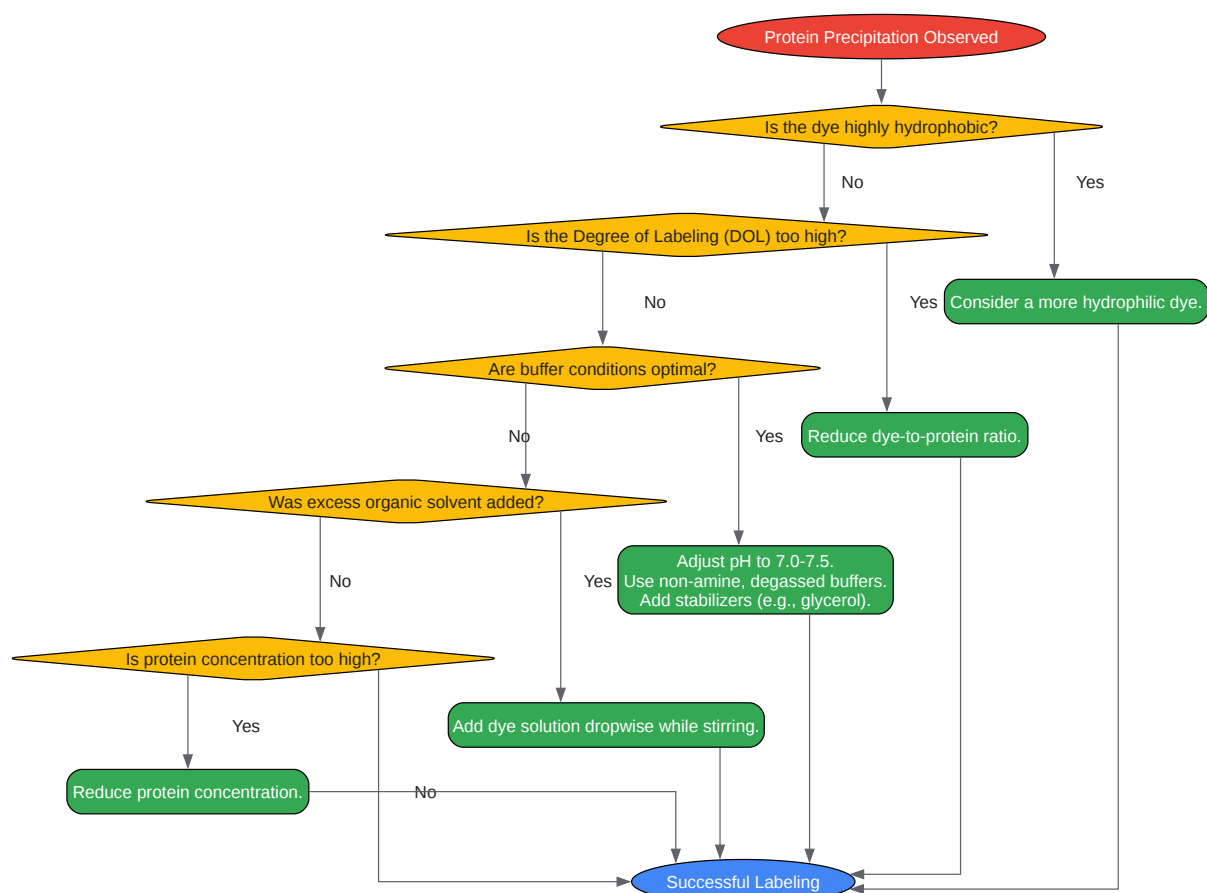 Protein Precipitation Observed
Is the dye highly hydrophobic?
No
Yes
Is the Degree of Labeling (DOL) too high?
No
Yes
Consider a more hydrophilic dye.
Are buffer conditions optimal?
No
Yes
Reduce dye-to-protein ratio.
Was excess organic solvent added?
No
Yes
Adjust pH to 7.0-7.5.
Use non-amine, degassed buffers.
Add stabilizers (e.g., glycerol).
Is protein concentration too high?
Yes
Add dye solution dropwise while stirring.
Reduce protein concentration.
No
Successful Labeling